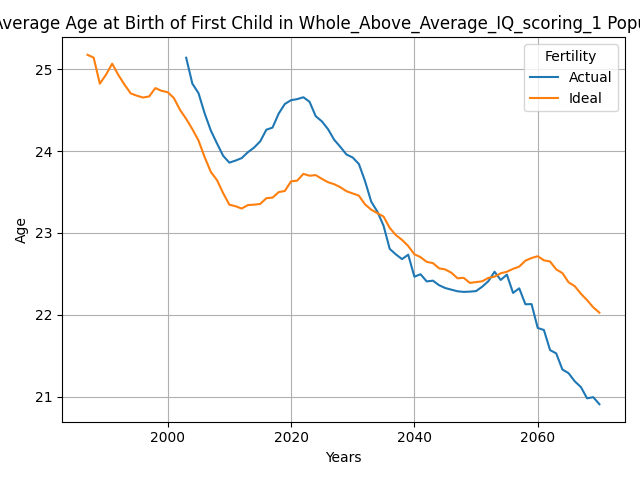 Average Age at Birth of First Child in Whole_Above_Average_IQ_scoring_1
Fertility
Actual
Ideal
25
24
23
22
21
Age
2000
2020
2040
2060
Years